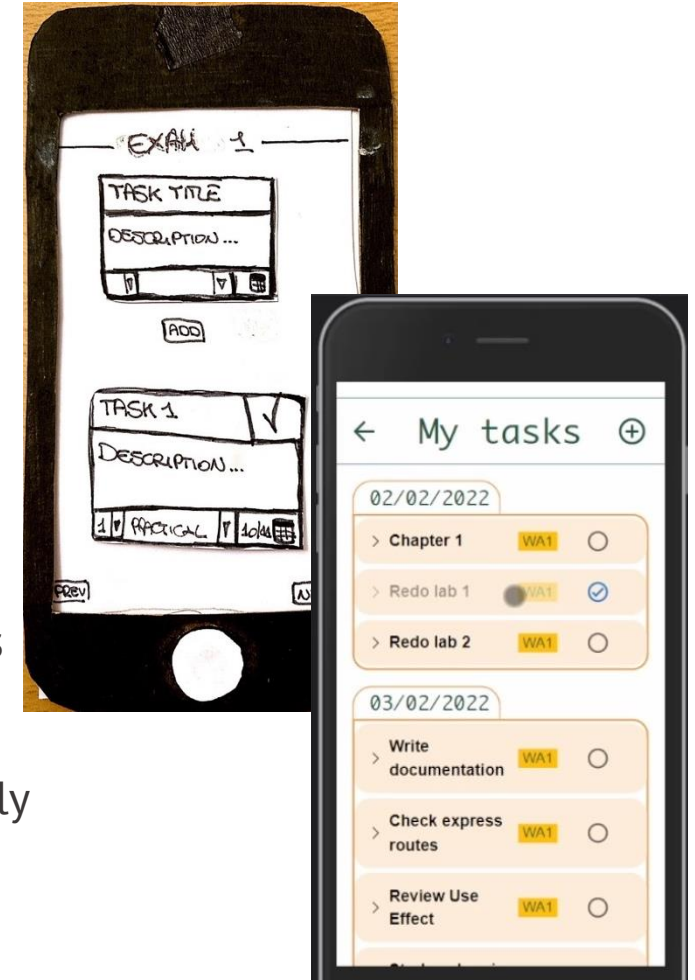 EXAM 1
TASK TITLE
DESCRIPTION...
ADD
TASK 1
DESCRIPTION...
1 PRACTICAL 10/11
PREV
My tasks
02/02/2022
Chapter 1 WA1
Redo lab 1 WA1
Redo lab 2 WA1
03/02/2022
Write
documentation WA1
Check express
routes WA1
Review Use
Effect WA1